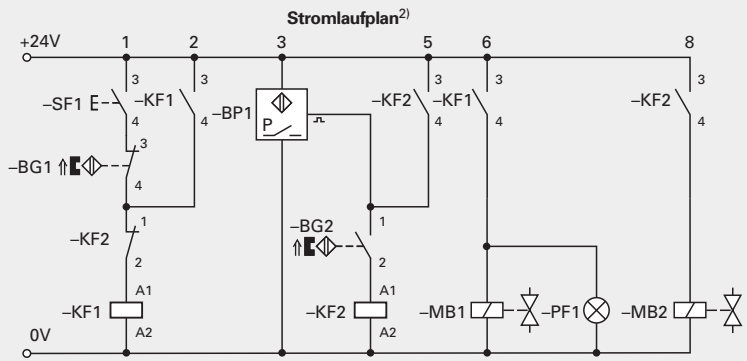 Stromlaufplan2)
+24V 1 2 3 5 6 8
3 3 3 3 3
–SF1 –KF1 –BP1 –KF2 –KF1 –KF2
4 4 P 4 4 4
3
–BG1
4
1 –BG2 1
–KF2
2 2
A1 A1
–KF1 –KF2 –MB1 –PF1 –MB2
A2 A2
0V